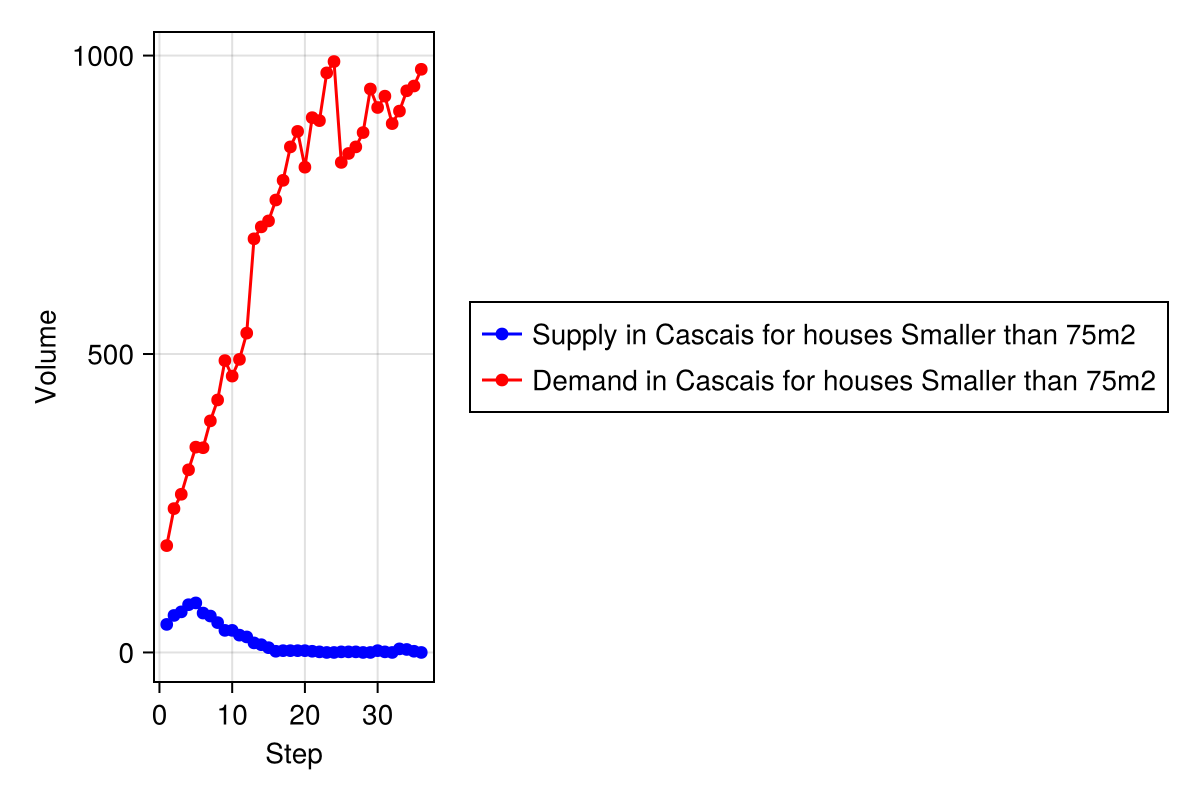 1000
500
0
Volume
0 10 20 30
Step
Supply in Cascais for houses Smaller than 75m2
Demand in Cascais for houses Smaller than 75m2